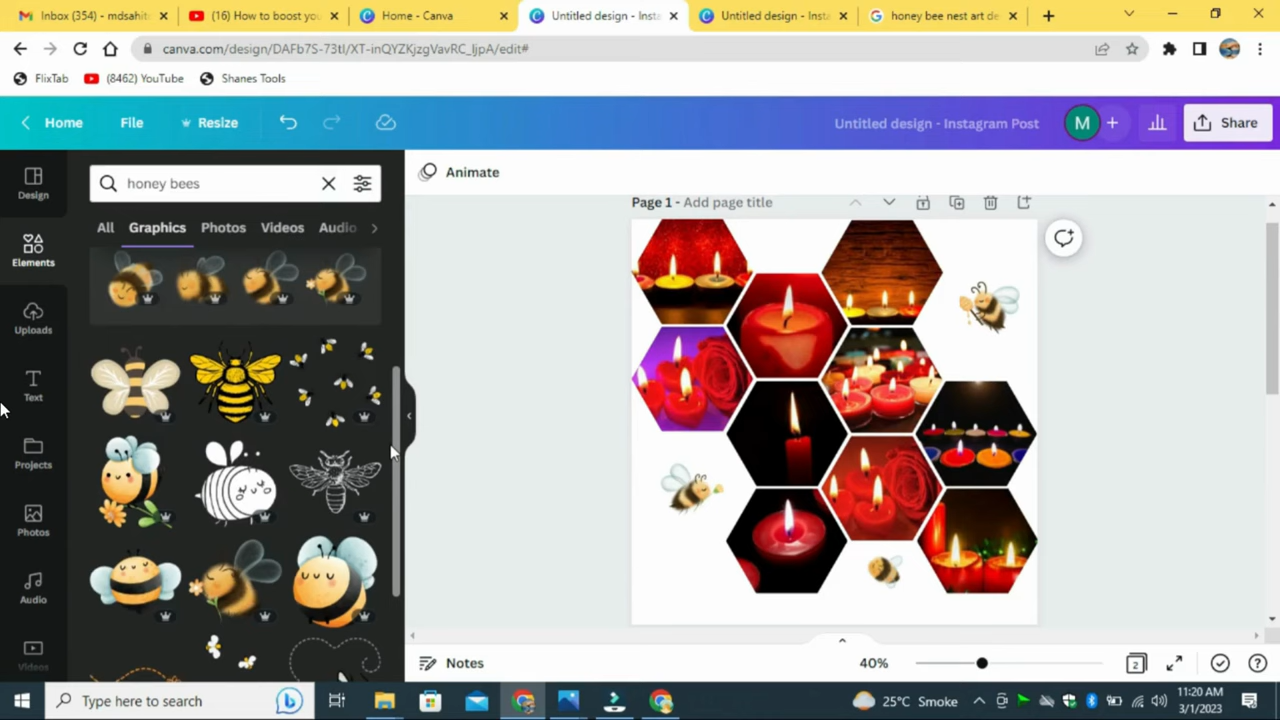 Inbox (354) - mdsahit
(16) How to boost you
Home - Canva
Untitled design - Insta
Untitled design - Insta
honey bee nest art de
canva.com/design/DAFb7S-73tI/XT-inQYZKjzgVavRC_IjpA/edit#
FlixTab
(8462) YouTube
Shanes Tools
Home
File
Resize
Untitled design - Instagram Post
M
Share
honey bees
Animate
Design
Page 1 - Add page title
All
Graphics
Photos
Videos
Audio
Elements
Uploads
Text
Projects
Photos
Audio
Videos
Notes
40%
2
Type here to search
25°C Smoke
11:20 AM
3/1/2023